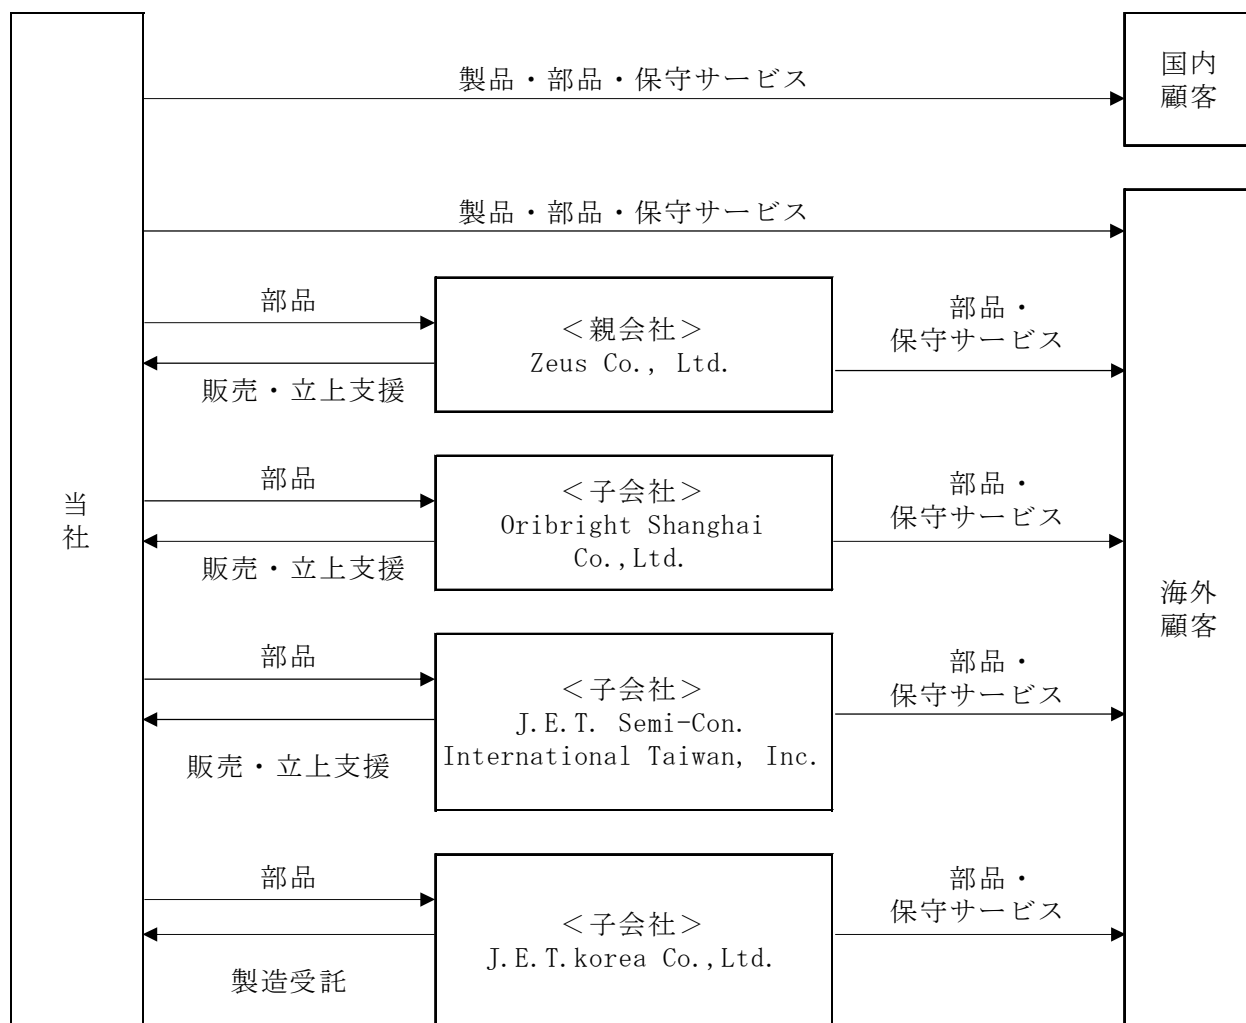 製品・部品・保守サービス
国内
顧客
製品・部品・保守サービス
部品
＜親会社＞
Zeus Co., Ltd.
部品・
保守サービス
販売・立上支援
当
社
部品
＜子会社＞
Oribright Shanghai
Co.,Ltd.
部品・
保守サービス
販売・立上支援
海外
顧客
部品
＜子会社＞
J.E.T. Semi-Con.
International Taiwan, Inc.
部品・
保守サービス
販売・立上支援
部品
＜子会社＞
J.E.T.korea Co.,Ltd.
部品・
保守サービス
製造受託